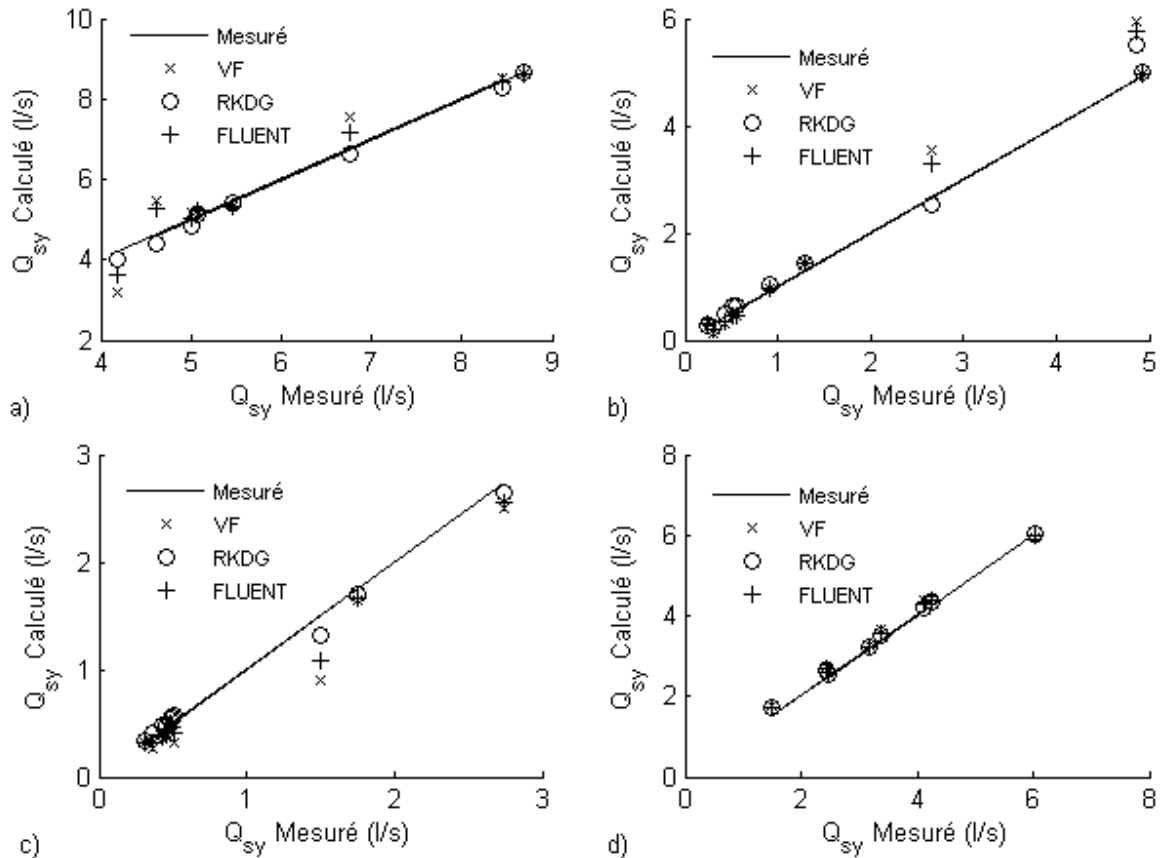 10
8
6
4
2
Q_sy Calculé (l/s)
Mesuré
VF
RKDG
FLUENT
4 5 6 7 8 9
Q_sy Mesuré (l/s)
a)
6
4
2
0
Q_sy Calculé (l/s)
Mesuré
VF
RKDG
FLUENT
0 1 2 3 4 5
Q_sy Mesuré (l/s)
b)
3
2
1
0
Q_sy Calculé (l/s)
Mesuré
VF
RKDG
FLUENT
0 1 2 3
Q_sy Mesuré (l/s)
c)
8
6
4
2
0
Q_sy Calculé (l/s)
Mesuré
VF
RKDG
FLUENT
0 2 4 6 8
Q_sy Mesuré (l/s)
d)